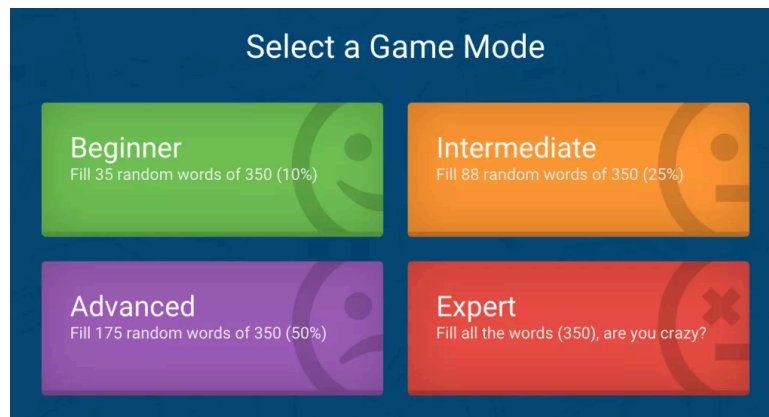 Select a Game Mode
Beginner
Fill 35 random words of 350 (10%)
Intermediate
Fill 88 random words of 350 (25%)
Advanced
Fill 175 random words of 350 (50%)
Expert
Fill all the words (350), are you crazy?